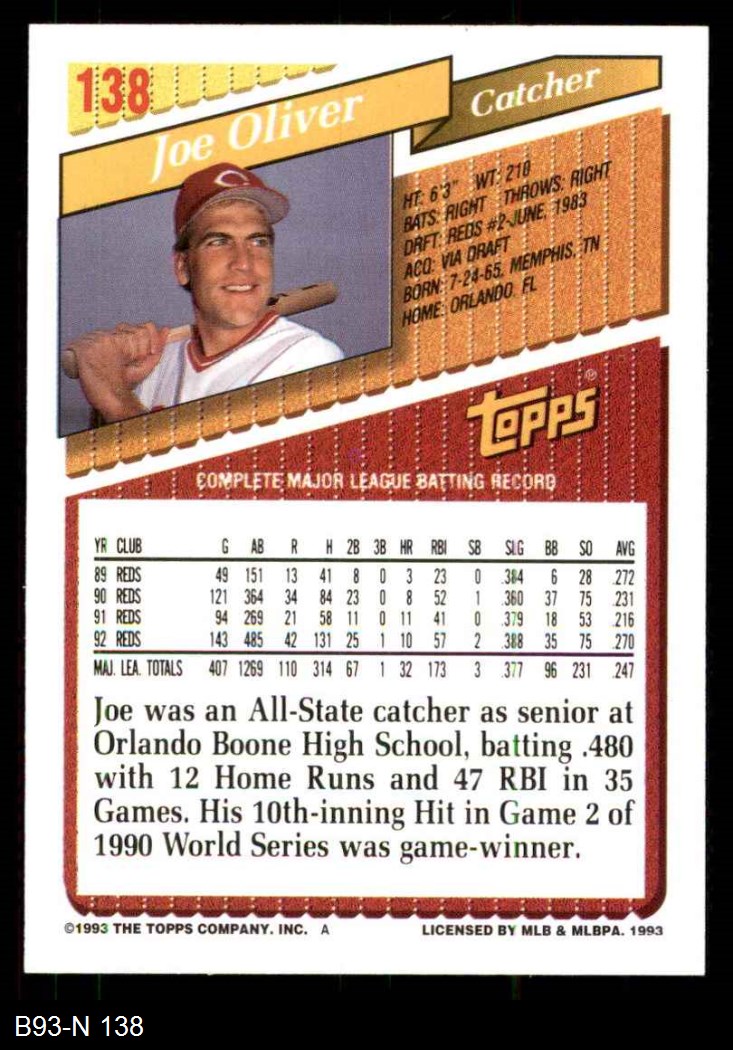 138
Joe Oliver
Catcher
HT: 6'3" WT: 210
BATS: RIGHT THROWS: RIGHT
DRFT: REDS #2-JUNE, 1983
ACQ: VIA DRAFT
BORN: 7-24-65, MEMPHIS, TN
HOME: ORLANDO, FL
TOPPS®
COMPLETE MAJOR LEAGUE BATTING RECORD
YR CLUB G AB R H 2B 3B HR RBI SB SLG BB SO AVG
89 REDS 49 151 13 41 8 0 3 23 0 .384 6 28 .272
90 REDS 121 364 34 84 23 0 8 52 1 .360 37 75 .231
91 REDS 94 269 21 58 11 0 11 41 0 .379 18 53 .216
92 REDS 143 485 42 131 25 1 10 57 2 .388 35 75 .270
MAJ. LEA. TOTALS 407 1269 110 314 67 1 32 173 3 .377 96 231 .247
Joe was an All-State catcher as senior at
Orlando Boone High School, batting .480
with 12 Home Runs and 47 RBI in 35
Games. His 10th-inning Hit in Game 2 of
1990 World Series was game-winner.
©1993 THE TOPPS COMPANY, INC. A
LICENSED BY MLB & MLBPA. 1993
B93-N 138